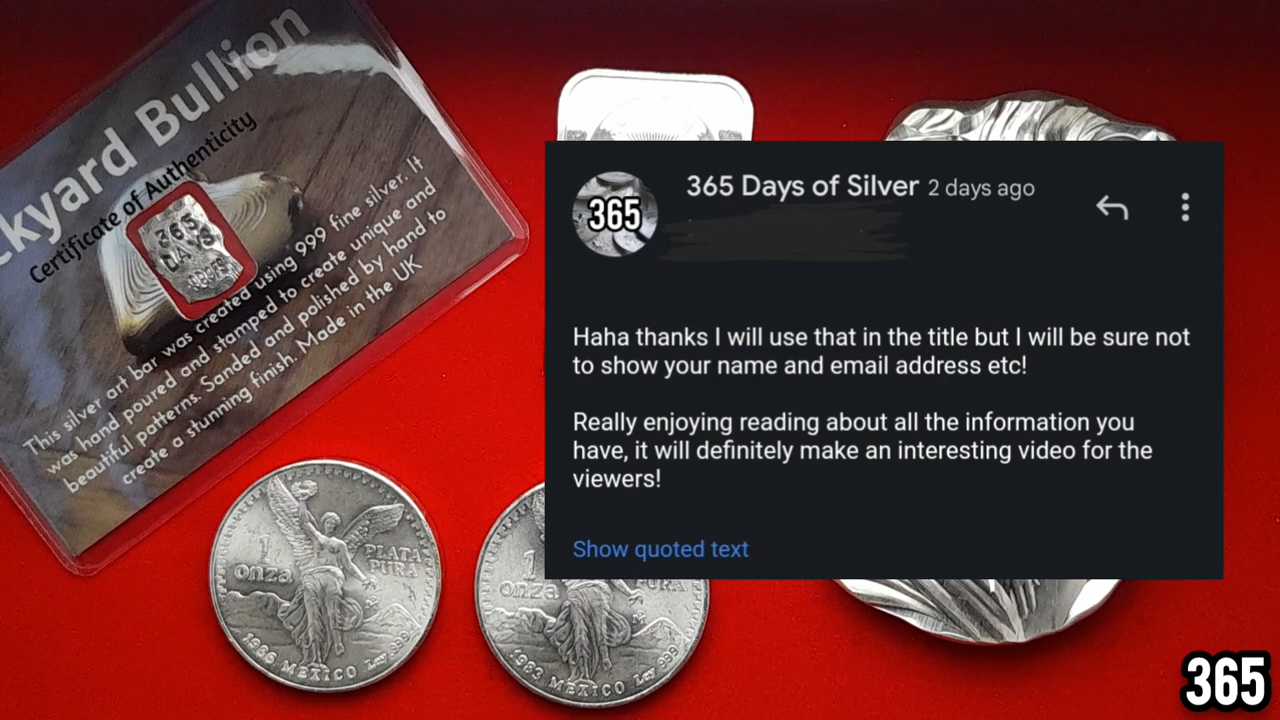 kyard Bullion
Certificate of Authenticity
365
DAYS
This silver art bar was created using 999 fine silver. It
was hand poured and stamped to create unique and
beautiful patterns. Sanded and polished by hand to
create a stunning finish. Made in the UK
365
365 Days of Silver 2 days ago
Haha thanks I will use that in the title but I will be sure not
to show your name and email address etc!
Really enjoying reading about all the information you
have, it will definitely make an interesting video for the
viewers!
Show quoted text
1
onza
PLATA
PURA
1986 MEXICO Ley .999
onza
PURA
1983 MEXICO Ley .999
365